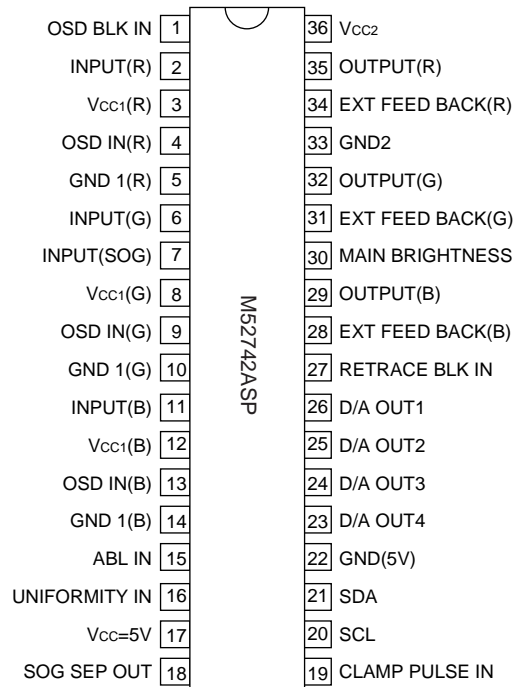 OSD BLK IN 1 36 Vcc2
INPUT(R) 2 35 OUTPUT(R)
Vcc1(R) 3 34 EXT FEED BACK(R)
OSD IN(R) 4 33 GND2
GND 1(R) 5 32 OUTPUT(G)
INPUT(G) 6 31 EXT FEED BACK(G)
INPUT(SOG) 7 30 MAIN BRIGHTNESS
Vcc1(G) 8 29 OUTPUT(B)
OSD IN(G) 9 28 EXT FEED BACK(B)
GND 1(G) 10 27 RETRACE BLK IN
INPUT(B) 11 26 D/A OUT1
Vcc1(B) 12 25 D/A OUT2
OSD IN(B) 13 24 D/A OUT3
GND 1(B) 14 23 D/A OUT4
ABL IN 15 22 GND(5V)
UNIFORMITY IN 16 21 SDA
Vcc=5V 17 20 SCL
SOG SEP OUT 18 19 CLAMP PULSE IN
M52742ASP